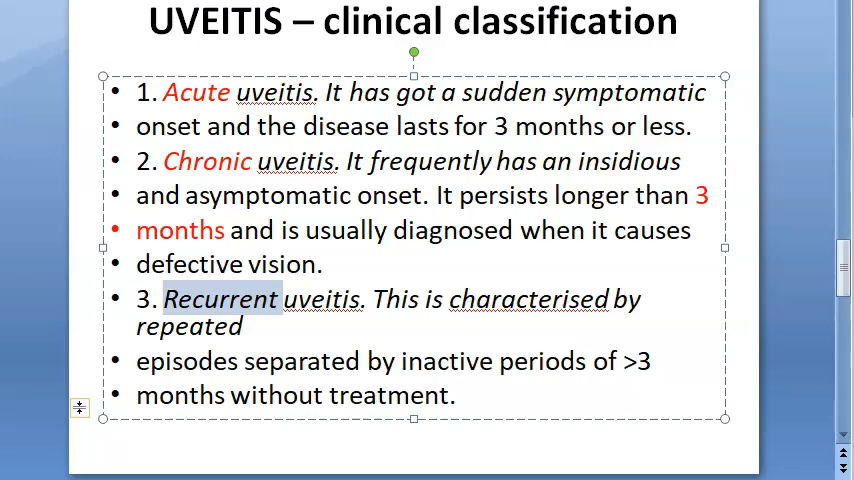 UVEITIS – clinical classification
• 1. Acute uveitis. It has got a sudden symptomatic
• onset and the disease lasts for 3 months or less.
• 2. Chronic uveitis. It frequently has an insidious
• and asymptomatic onset. It persists longer than 3
• months and is usually diagnosed when it causes
• defective vision.
• 3. Recurrent uveitis. This is characterised by
repeated
• episodes separated by inactive periods of >3
• months without treatment.